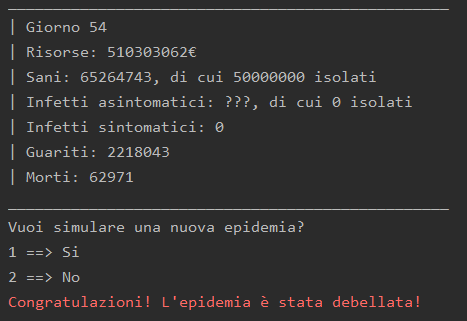 | Giorno 54
| Risorse: 510303062€
| Sani: 65264743, di cui 50000000 isolati
| Infetti asintomatici: ???, di cui 0 isolati
| Infetti sintomatici: 0
| Guariti: 2218043
| Morti: 62971
Vuoi simulare una nuova epidemia?
1 ==> Si
2 ==> No
Congratulazioni! L'epidemia è stata debellata!